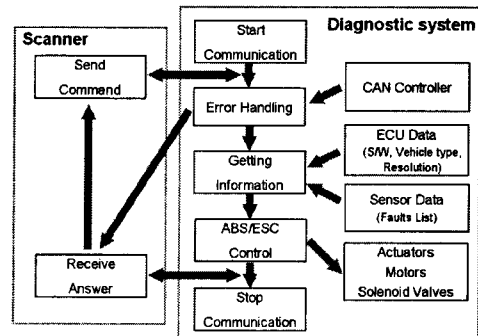 Scanner
Send
Command
Receive
Answer
Diagnostic system
Start
Communication
Error Handling
Getting
Information
ABS/ESC
Control
Stop
Communication
CAN Controller
ECU Data
(S/W, Vehicle type,
Resolution)
Sensor Data
(Faults List)
Actuators
Motors
Solenoid Valves